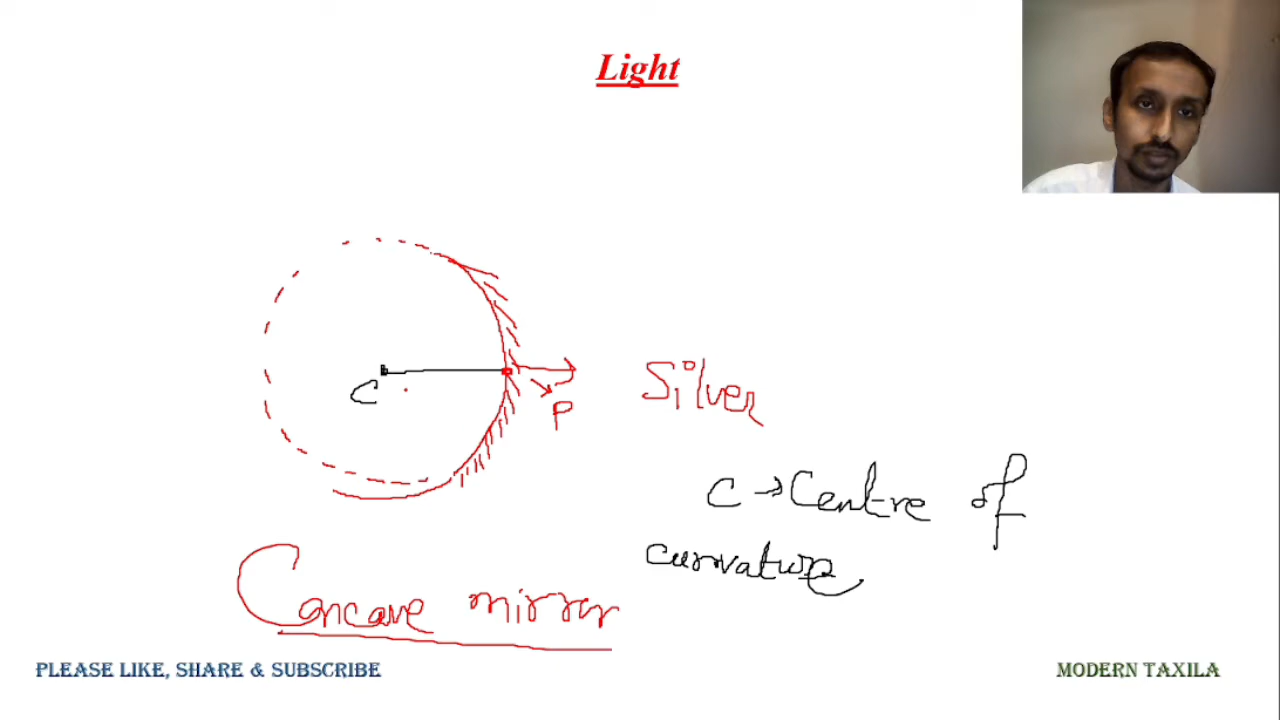 Light
C
P
Silver
C → Centre of
curvature
Concave mirror
PLEASE LIKE, SHARE & SUBSCRIBE
MODERN TAXILA